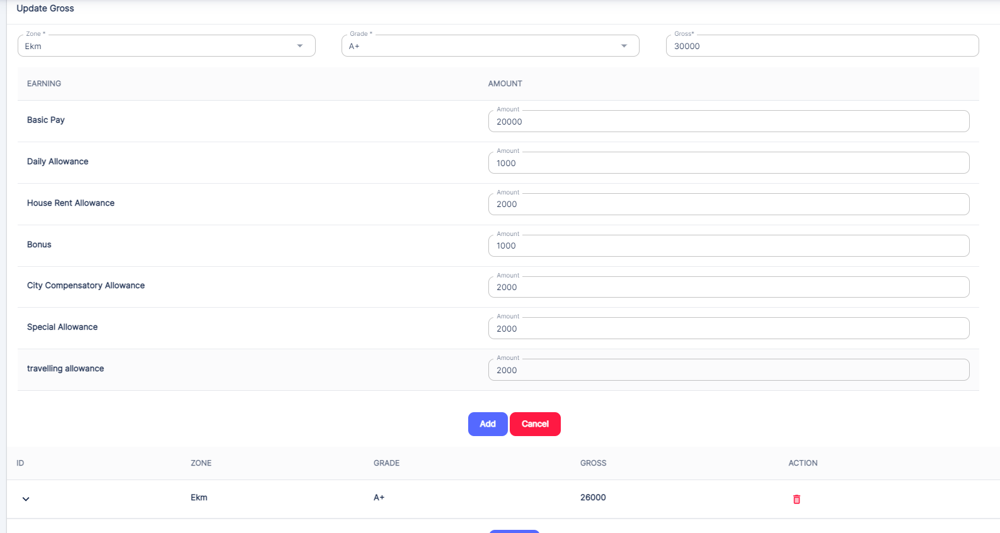 Update Gross
Zone * Grade * Gross*
Ekm A+ 30000
EARNING AMOUNT
Amount
Basic Pay 20000
Amount
Daily Allowance 1000
Amount
House Rent Allowance 2000
Amount
Bonus 1000
Amount
City Compensatory Allowance 2000
Amount
Special Allowance 2000
Amount
travelling allowance 2000
Add Cancel
ID ZONE GRADE GROSS ACTION
Ekm A+ 26000